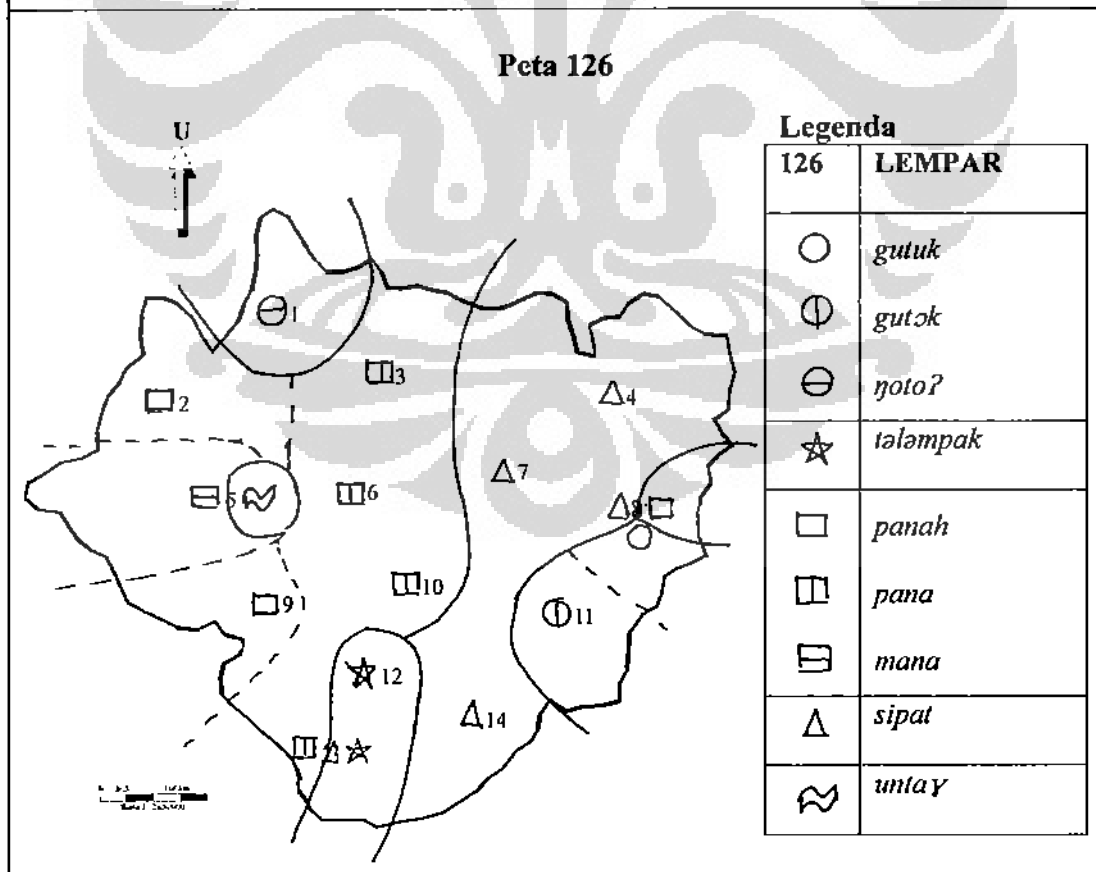 Peta 126
U
Legenda
126 LEMPAR
gutuk
gutɔk
ŋotoʔ
tələmpak
panah
pana
mana
sipat
untaɣ
1
2
3
4
5
6
7
8
9
10
11
12
14